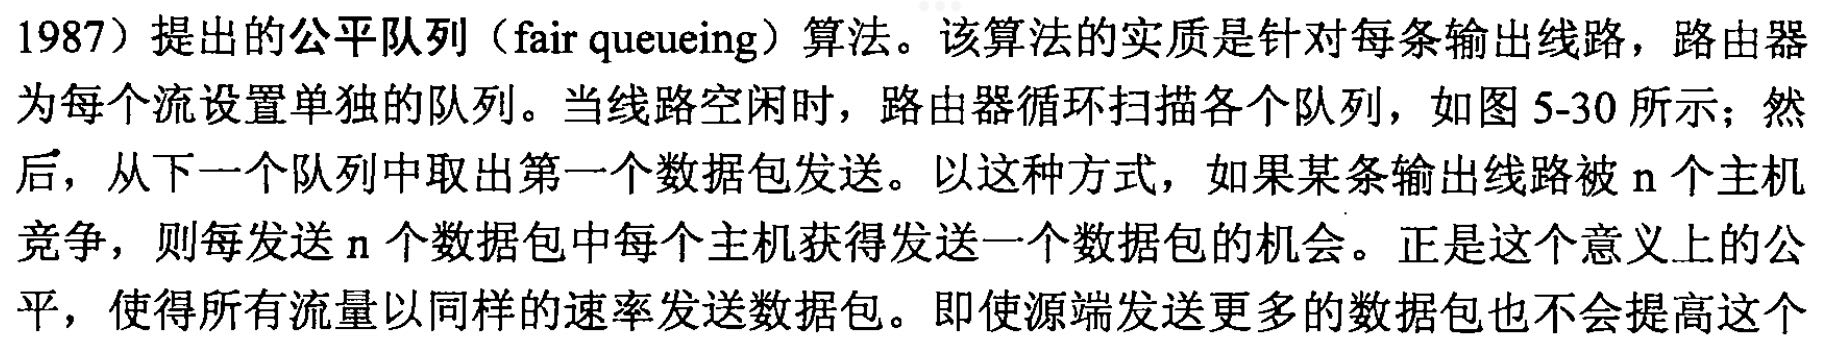 1987）提出的公平队列（fair queueing）算法。该算法的实质是针对每条输出线路，路由器
为每个流设置单独的队列。当线路空闲时，路由器循环扫描各个队列，如图 5-30 所示；然
后，从下一个队列中取出第一个数据包发送。以这种方式，如果某条输出线路被 n 个主机
竞争，则每发送 n 个数据包中每个主机获得发送一个数据包的机会。正是这个意义上的公
平，使得所有流量以同样的速率发送数据包。即使源端发送更多的数据包也不会提高这个